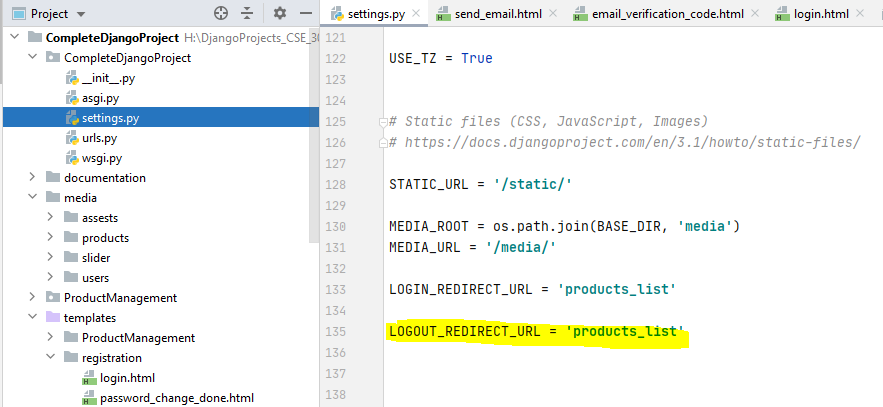 Project
CompleteDjangoProject H:\DjangoProjects_CSE_30
CompleteDjangoProject
__init__.py
asgi.py
settings.py
urls.py
wsgi.py
documentation
media
assests
products
slider
users
ProductManagement
templates
ProductManagement
registration
login.html
password_change_done.html
settings.py
send_email.html
email_verification_code.html
login.html
121
122 USE_TZ = True
123
124
125 # Static files (CSS, JavaScript, Images)
126 # https://docs.djangoproject.com/en/3.1/howto/static-files/
127
128 STATIC_URL = '/static/'
129
130 MEDIA_ROOT = os.path.join(BASE_DIR, 'media')
131 MEDIA_URL = '/media/'
132
133 LOGIN_REDIRECT_URL = 'products_list'
134
135 LOGOUT_REDIRECT_URL = 'products_list'
136
137
138